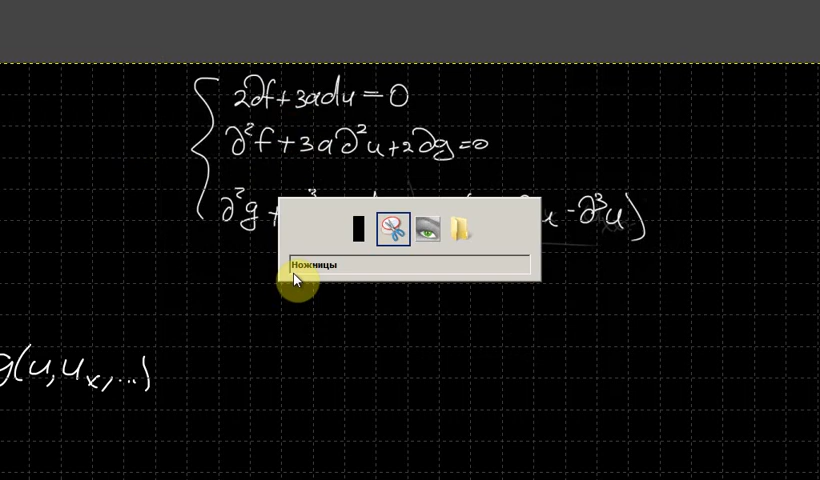 2∂f+3a∂u=0
∂²f+3a∂²u+2∂g=0
∂²g+ u-∂³u)
Ножницы
g(u,uₓ,...)